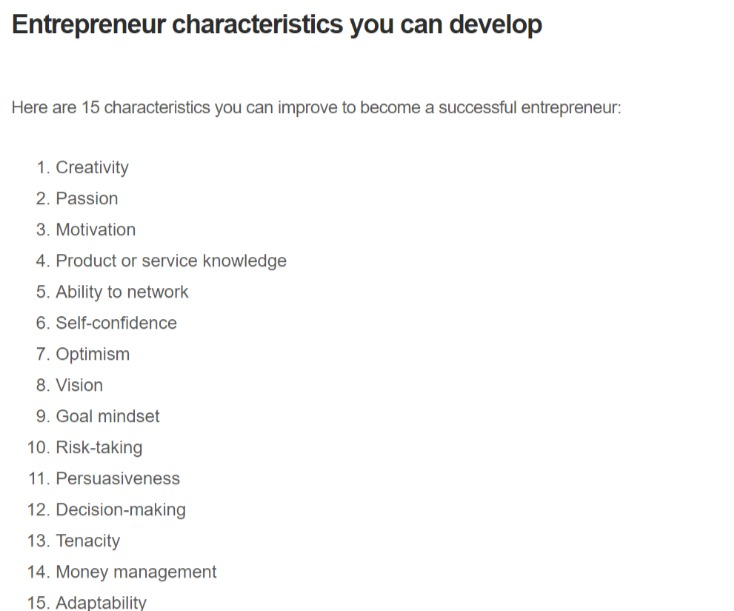 Entrepreneur characteristics you can develop
Here are 15 characteristics you can improve to become a successful entrepreneur:
1. Creativity
2. Passion
3. Motivation
4. Product or service knowledge
5. Ability to network
6. Self-confidence
7. Optimism
8. Vision
9. Goal mindset
10. Risk-taking
11. Persuasiveness
12. Decision-making
13. Tenacity
14. Money management
15. Adaptability